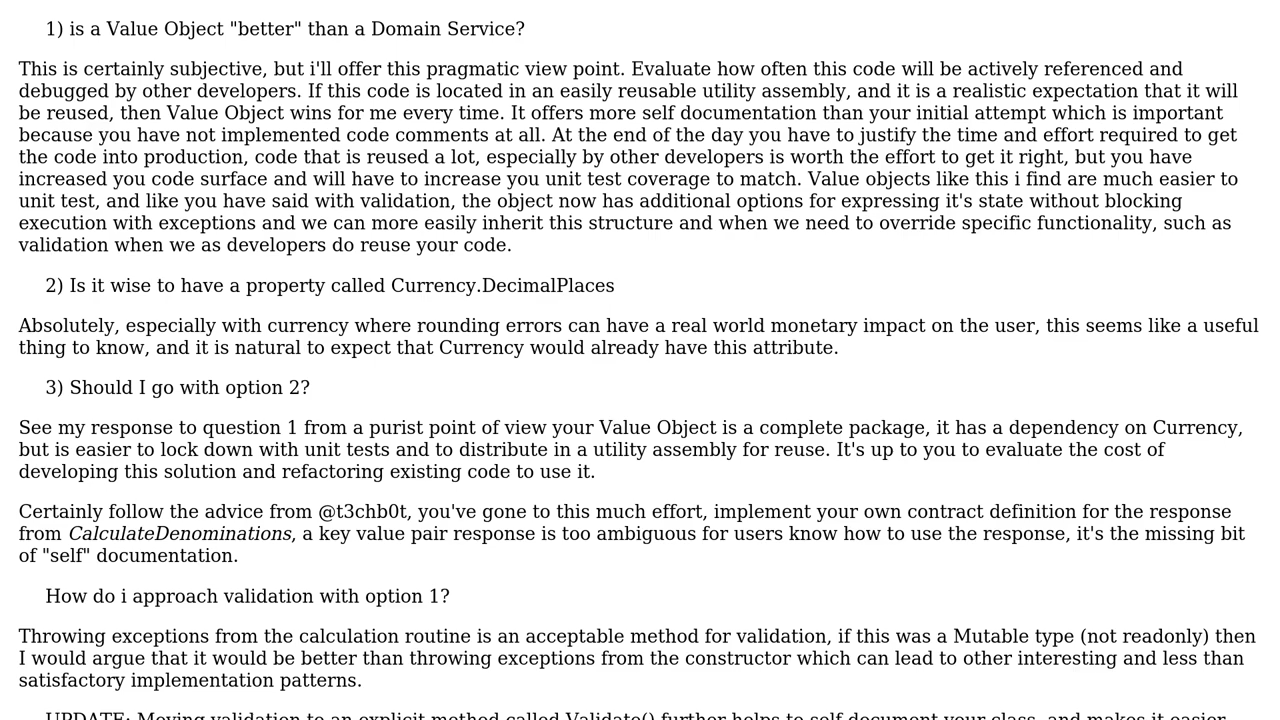 1) is a Value Object "better" than a Domain Service?
This is certainly subjective, but i'll offer this pragmatic view point. Evaluate how often this code will be actively referenced and
debugged by other developers. If this code is located in an easily reusable utility assembly, and it is a realistic expectation that it will
be reused, then Value Object wins for me every time. It offers more self documentation than your initial attempt which is important
because you have not implemented code comments at all. At the end of the day you have to justify the time and effort required to get
the code into production, code that is reused a lot, especially by other developers is worth the effort to get it right, but you have
increased you code surface and will have to increase you unit test coverage to match. Value objects like this i find are much easier to
unit test, and like you have said with validation, the object now has additional options for expressing it's state without blocking
execution with exceptions and we can more easily inherit this structure and when we need to override specific functionality, such as
validation when we as developers do reuse your code.
2) Is it wise to have a property called Currency.DecimalPlaces
Absolutely, especially with currency where rounding errors can have a real world monetary impact on the user, this seems like a useful
thing to know, and it is natural to expect that Currency would already have this attribute.
3) Should I go with option 2?
See my response to question 1 from a purist point of view your Value Object is a complete package, it has a dependency on Currency,
but is easier to lock down with unit tests and to distribute in a utility assembly for reuse. It's up to you to evaluate the cost of
developing this solution and refactoring existing code to use it.
Certainly follow the advice from @t3chb0t, you've gone to this much effort, implement your own contract definition for the response
from CalculateDenominations, a key value pair response is too ambiguous for users know how to use the response, it's the missing bit
of "self" documentation.
How do i approach validation with option 1?
Throwing exceptions from the calculation routine is an acceptable method for validation, if this was a Mutable type (not readonly) then
I would argue that it would be better than throwing exceptions from the constructor which can lead to other interesting and less than
satisfactory implementation patterns.
UPDATE: Moving validation to an explicit method called Validate() further helps to self document your class, and makes it easier